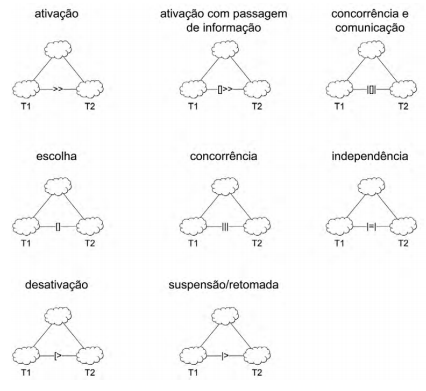 ativação
ativação com passagem
de informação
concorrência e
comunicação
>>
T1 T2
[]>>
T1 T2
|[]|
T1 T2
escolha
concorrência
independência
[]
T1 T2
|||
T1 T2
|=|
T1 T2
desativação
suspensão/retomada
[>
T1 T2
|>
T1 T2